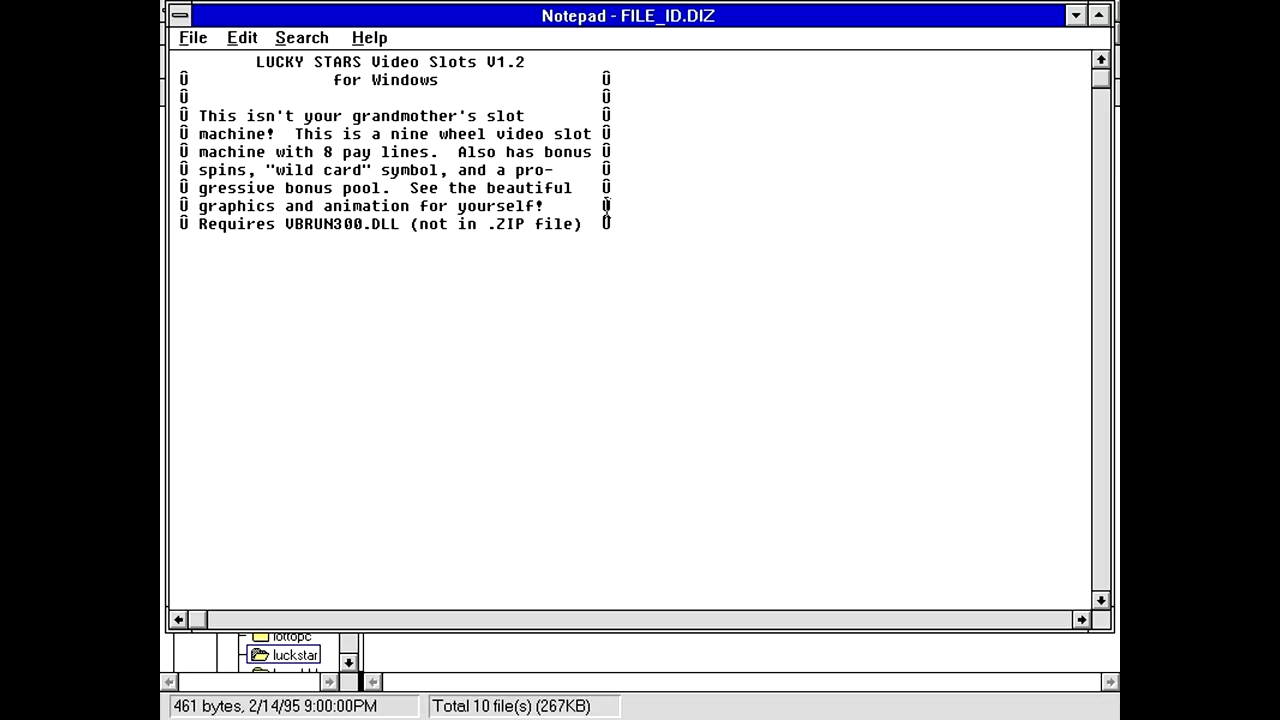 Notepad - FILE_ID.DIZ
File Edit Search Help
LUCKY STARS Video Slots V1.2
Û for Windows Û
Û Û
Û This isn't your grandmother's slot Û
Û machine! This is a nine wheel video slot Û
Û machine with 8 pay lines. Also has bonus Û
Û spins, "wild card" symbol, and a pro- Û
Û gressive bonus pool. See the beautiful Û
Û graphics and animation for yourself! Û
Û Requires VBRUN300.DLL (not in .ZIP file) Û
lottopc
luckstar
461 bytes, 2/14/95 9:00:00PM
Total 10 file(s) (267KB)